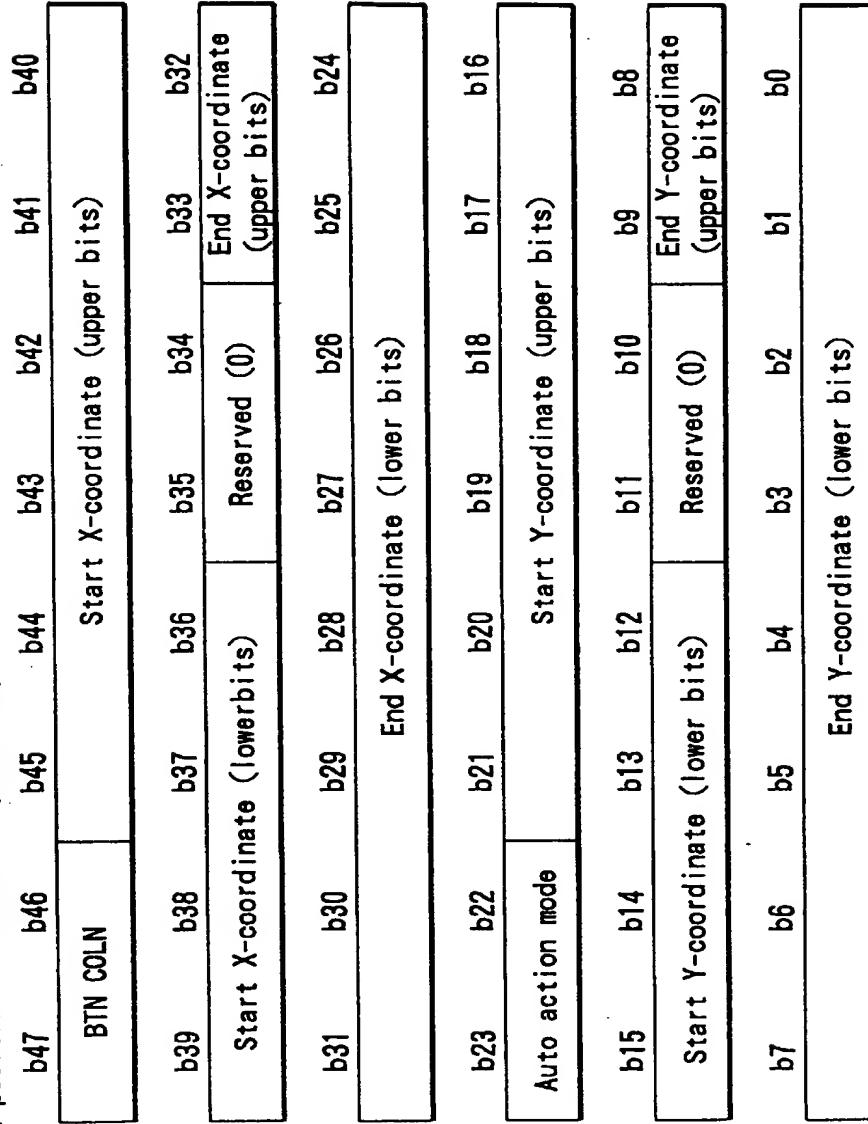 b47 b46 b45 b44 b43 b42 b41 b40
BTN COLN Start X-coordinate (upper bits)
b39 b38 b37 b36 b35 b34 b33 b32
Start X-coordinate (lowerbits) Reserved (0) End X-coordinate
(upper bits)
b31 b30 b29 b28 b27 b26 b25 b24
End X-coordinate (lower bits)
b23 b22 b21 b20 b19 b18 b17 b16
Auto action mode Start Y-coordinate (upper bits)
b15 b14 b13 b12 b11 b10 b9 b8
Start Y-coordinate (lower bits) Reserved (0) End Y-coordinate
(upper bits)
b7 b6 b5 b4 b3 b2 b1 b0
End Y-coordinate (lower bits)